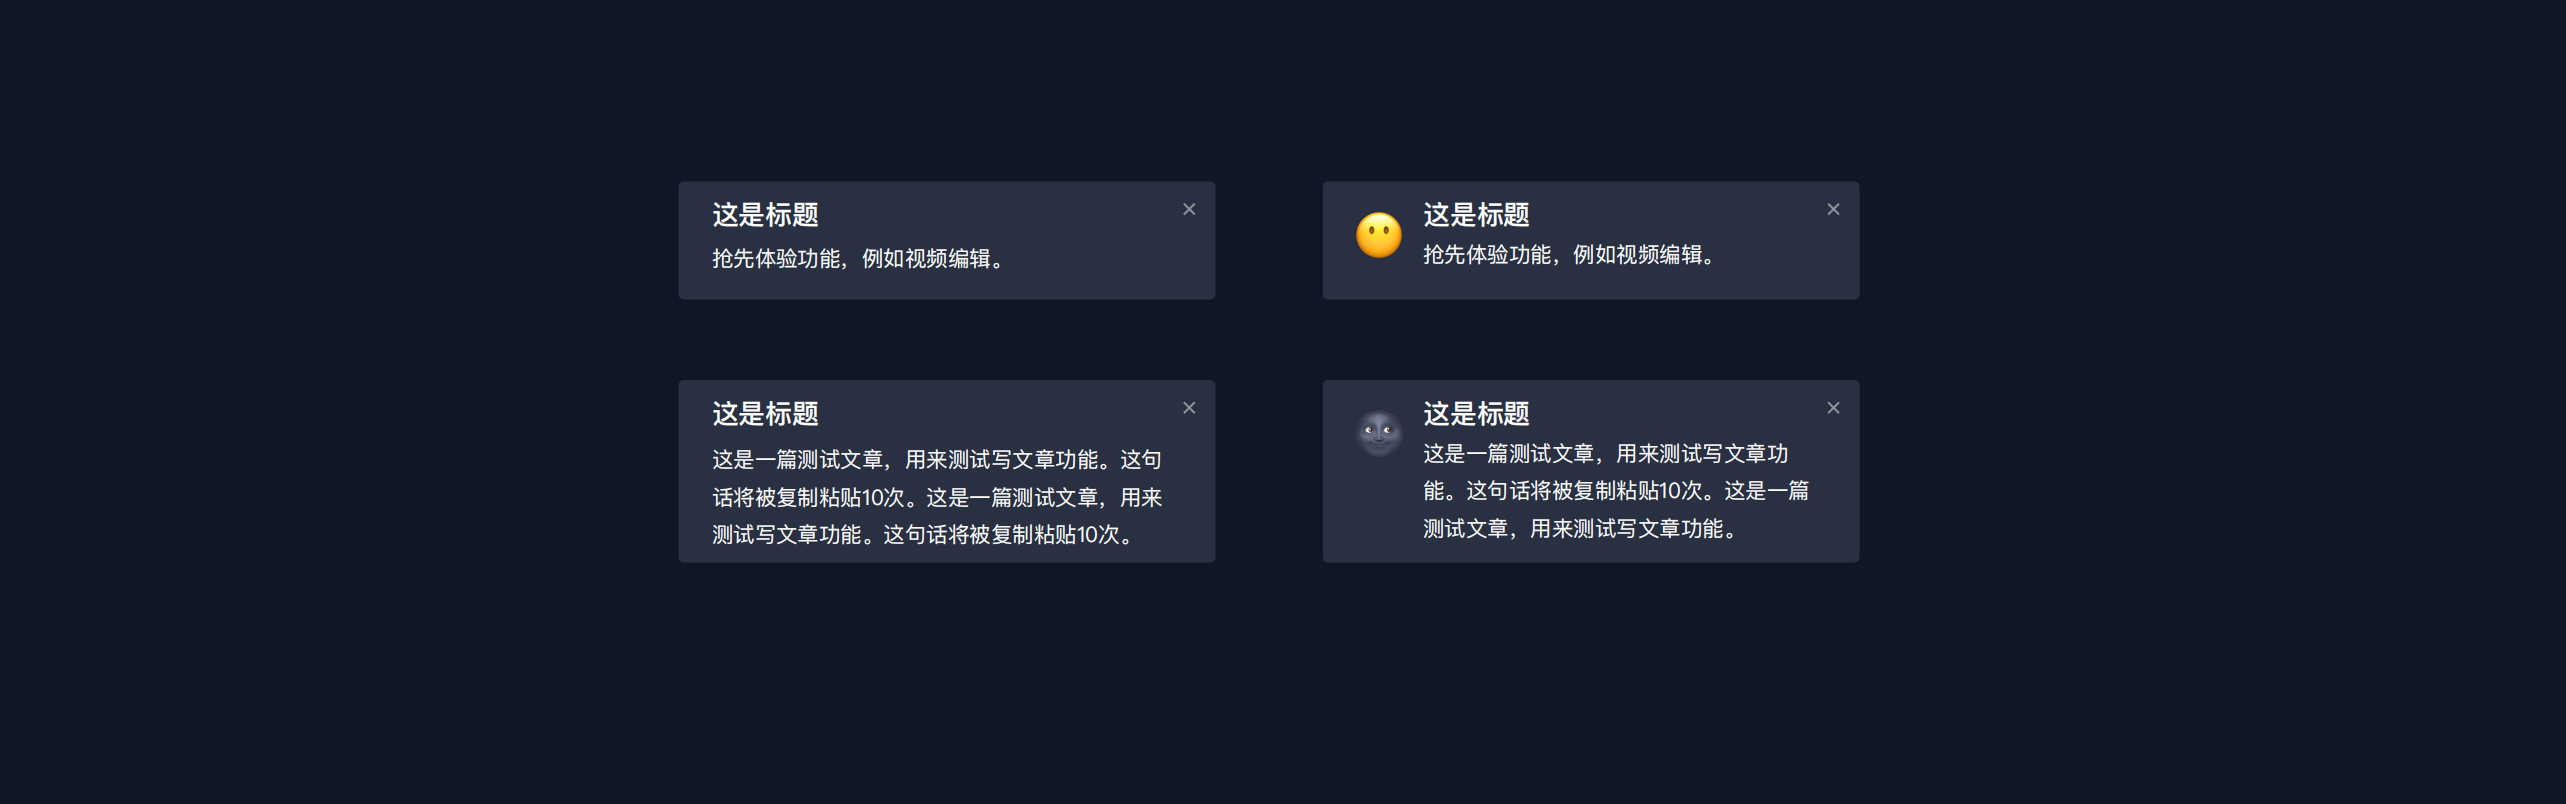 这是标题
抢先体验功能，例如视频编辑。
这是标题
抢先体验功能，例如视频编辑。
这是标题
这是一篇测试文章，用来测试写文章功能。这句
话将被复制粘贴10次。这是一篇测试文章，用来
测试写文章功能。这句话将被复制粘贴10次。
这是标题
这是一篇测试文章，用来测试写文章功
能。这句话将被复制粘贴10次。这是一篇
测试文章，用来测试写文章功能。